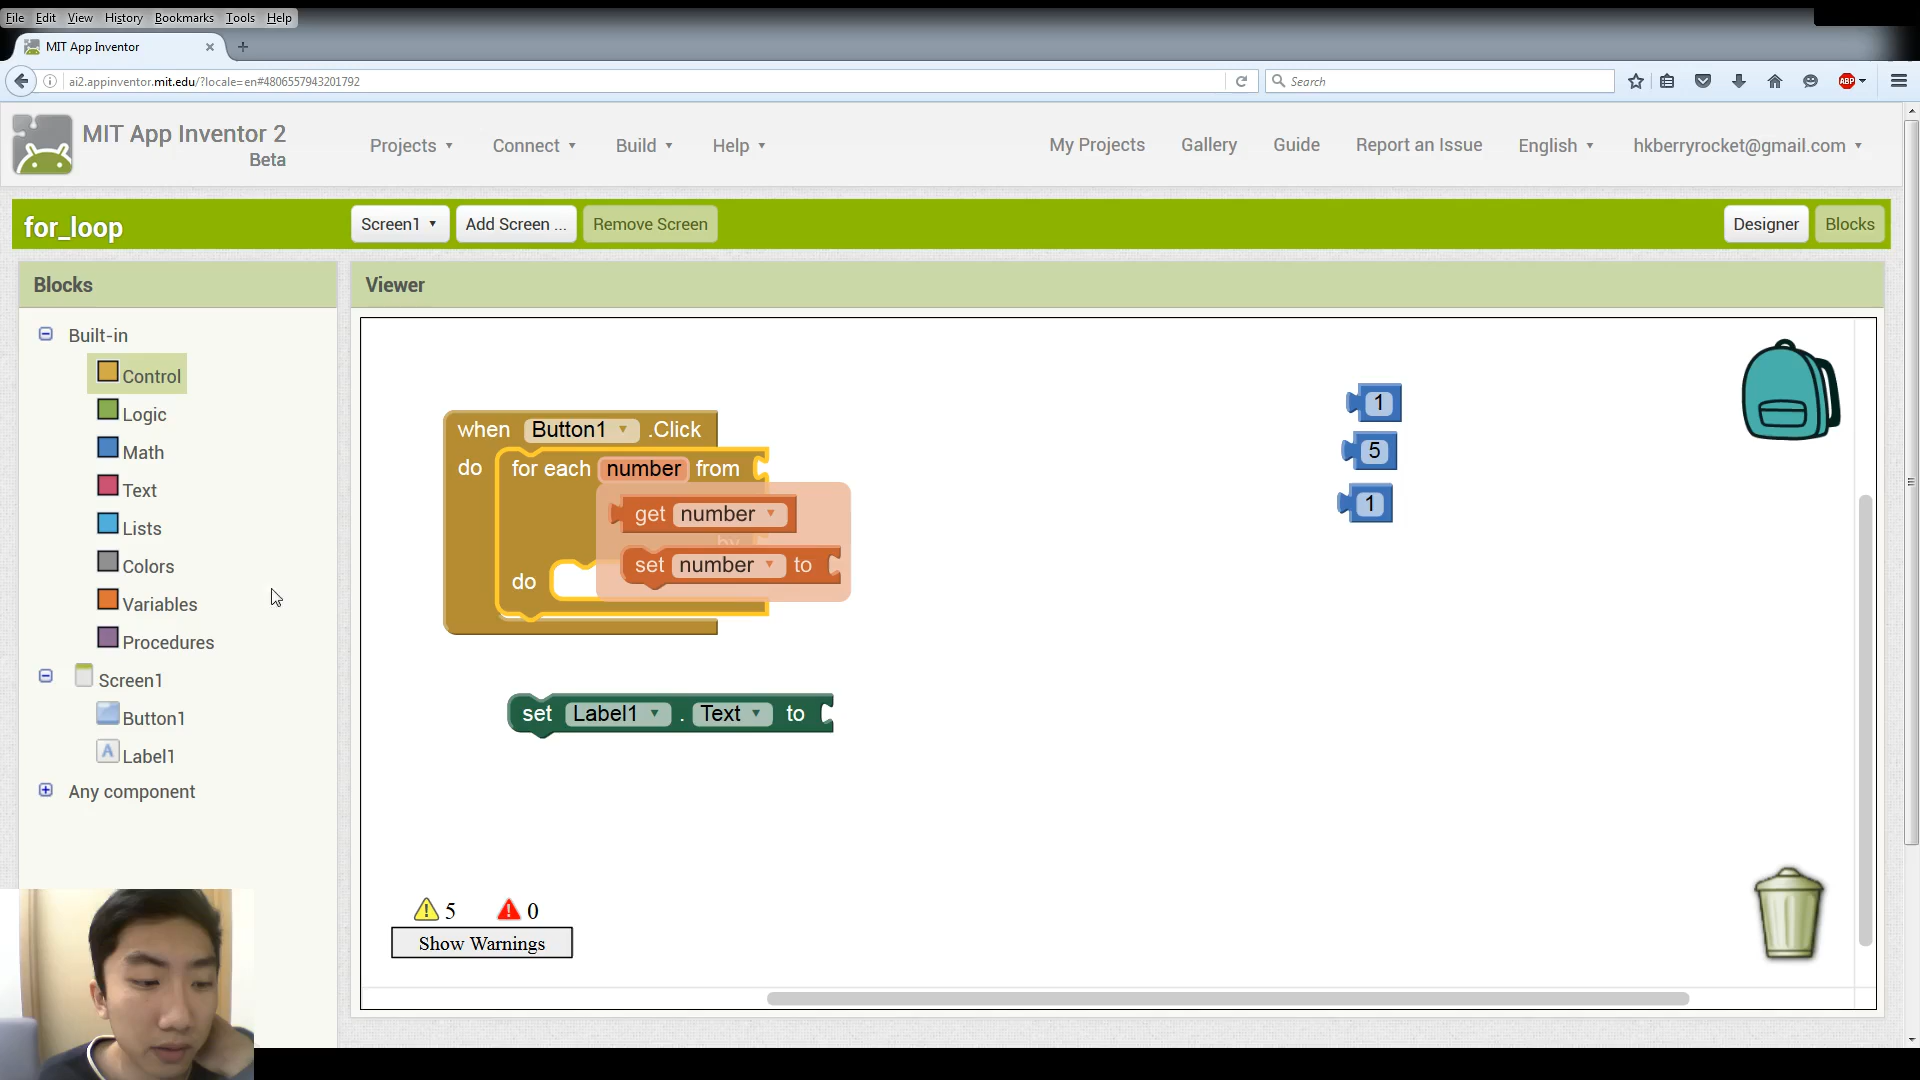 File Edit View History Bookmarks Tools Help
MIT App Inventor
ai2.appinventor.mit.edu/?locale=en#4806557943201792
Search
ABP
MIT App Inventor 2
Beta
Projects Connect Build Help
My Projects Gallery Guide Report an Issue English hkberryrocket@gmail.com
for_loop
Screen1 Add Screen ... Remove Screen
Designer Blocks
Blocks
Viewer
Built-in
Control
Logic
Math
Text
Lists
Colors
Variables
Procedures
Screen1
Button1
A Label1
Any component
when Button1 .Click
do for each number from
get number
by
set number to
do
set Label1 . Text to
1
5
1
5 0
Show Warnings